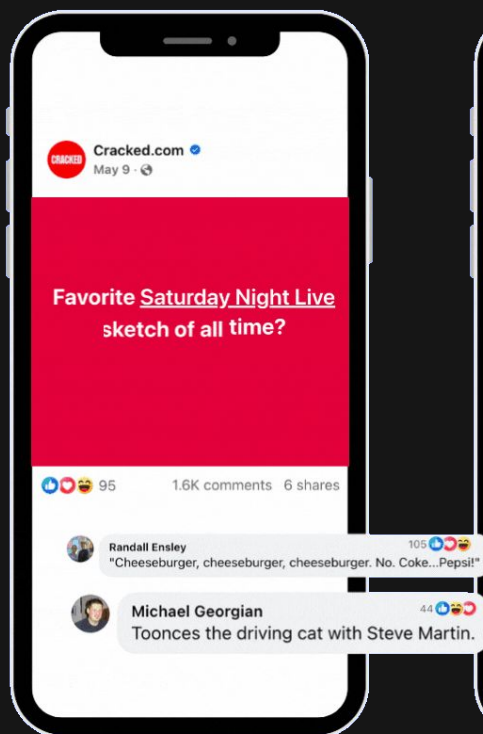 CRACKED
Cracked.com
May 9 ·
Favorite Saturday Night Live
sketch of all time?
95 1.6K comments 6 shares
Randall Ensley 105
"Cheeseburger, cheeseburger, cheeseburger. No. Coke...Pepsi!"
Michael Georgian 44
Toonces the driving cat with Steve Martin.